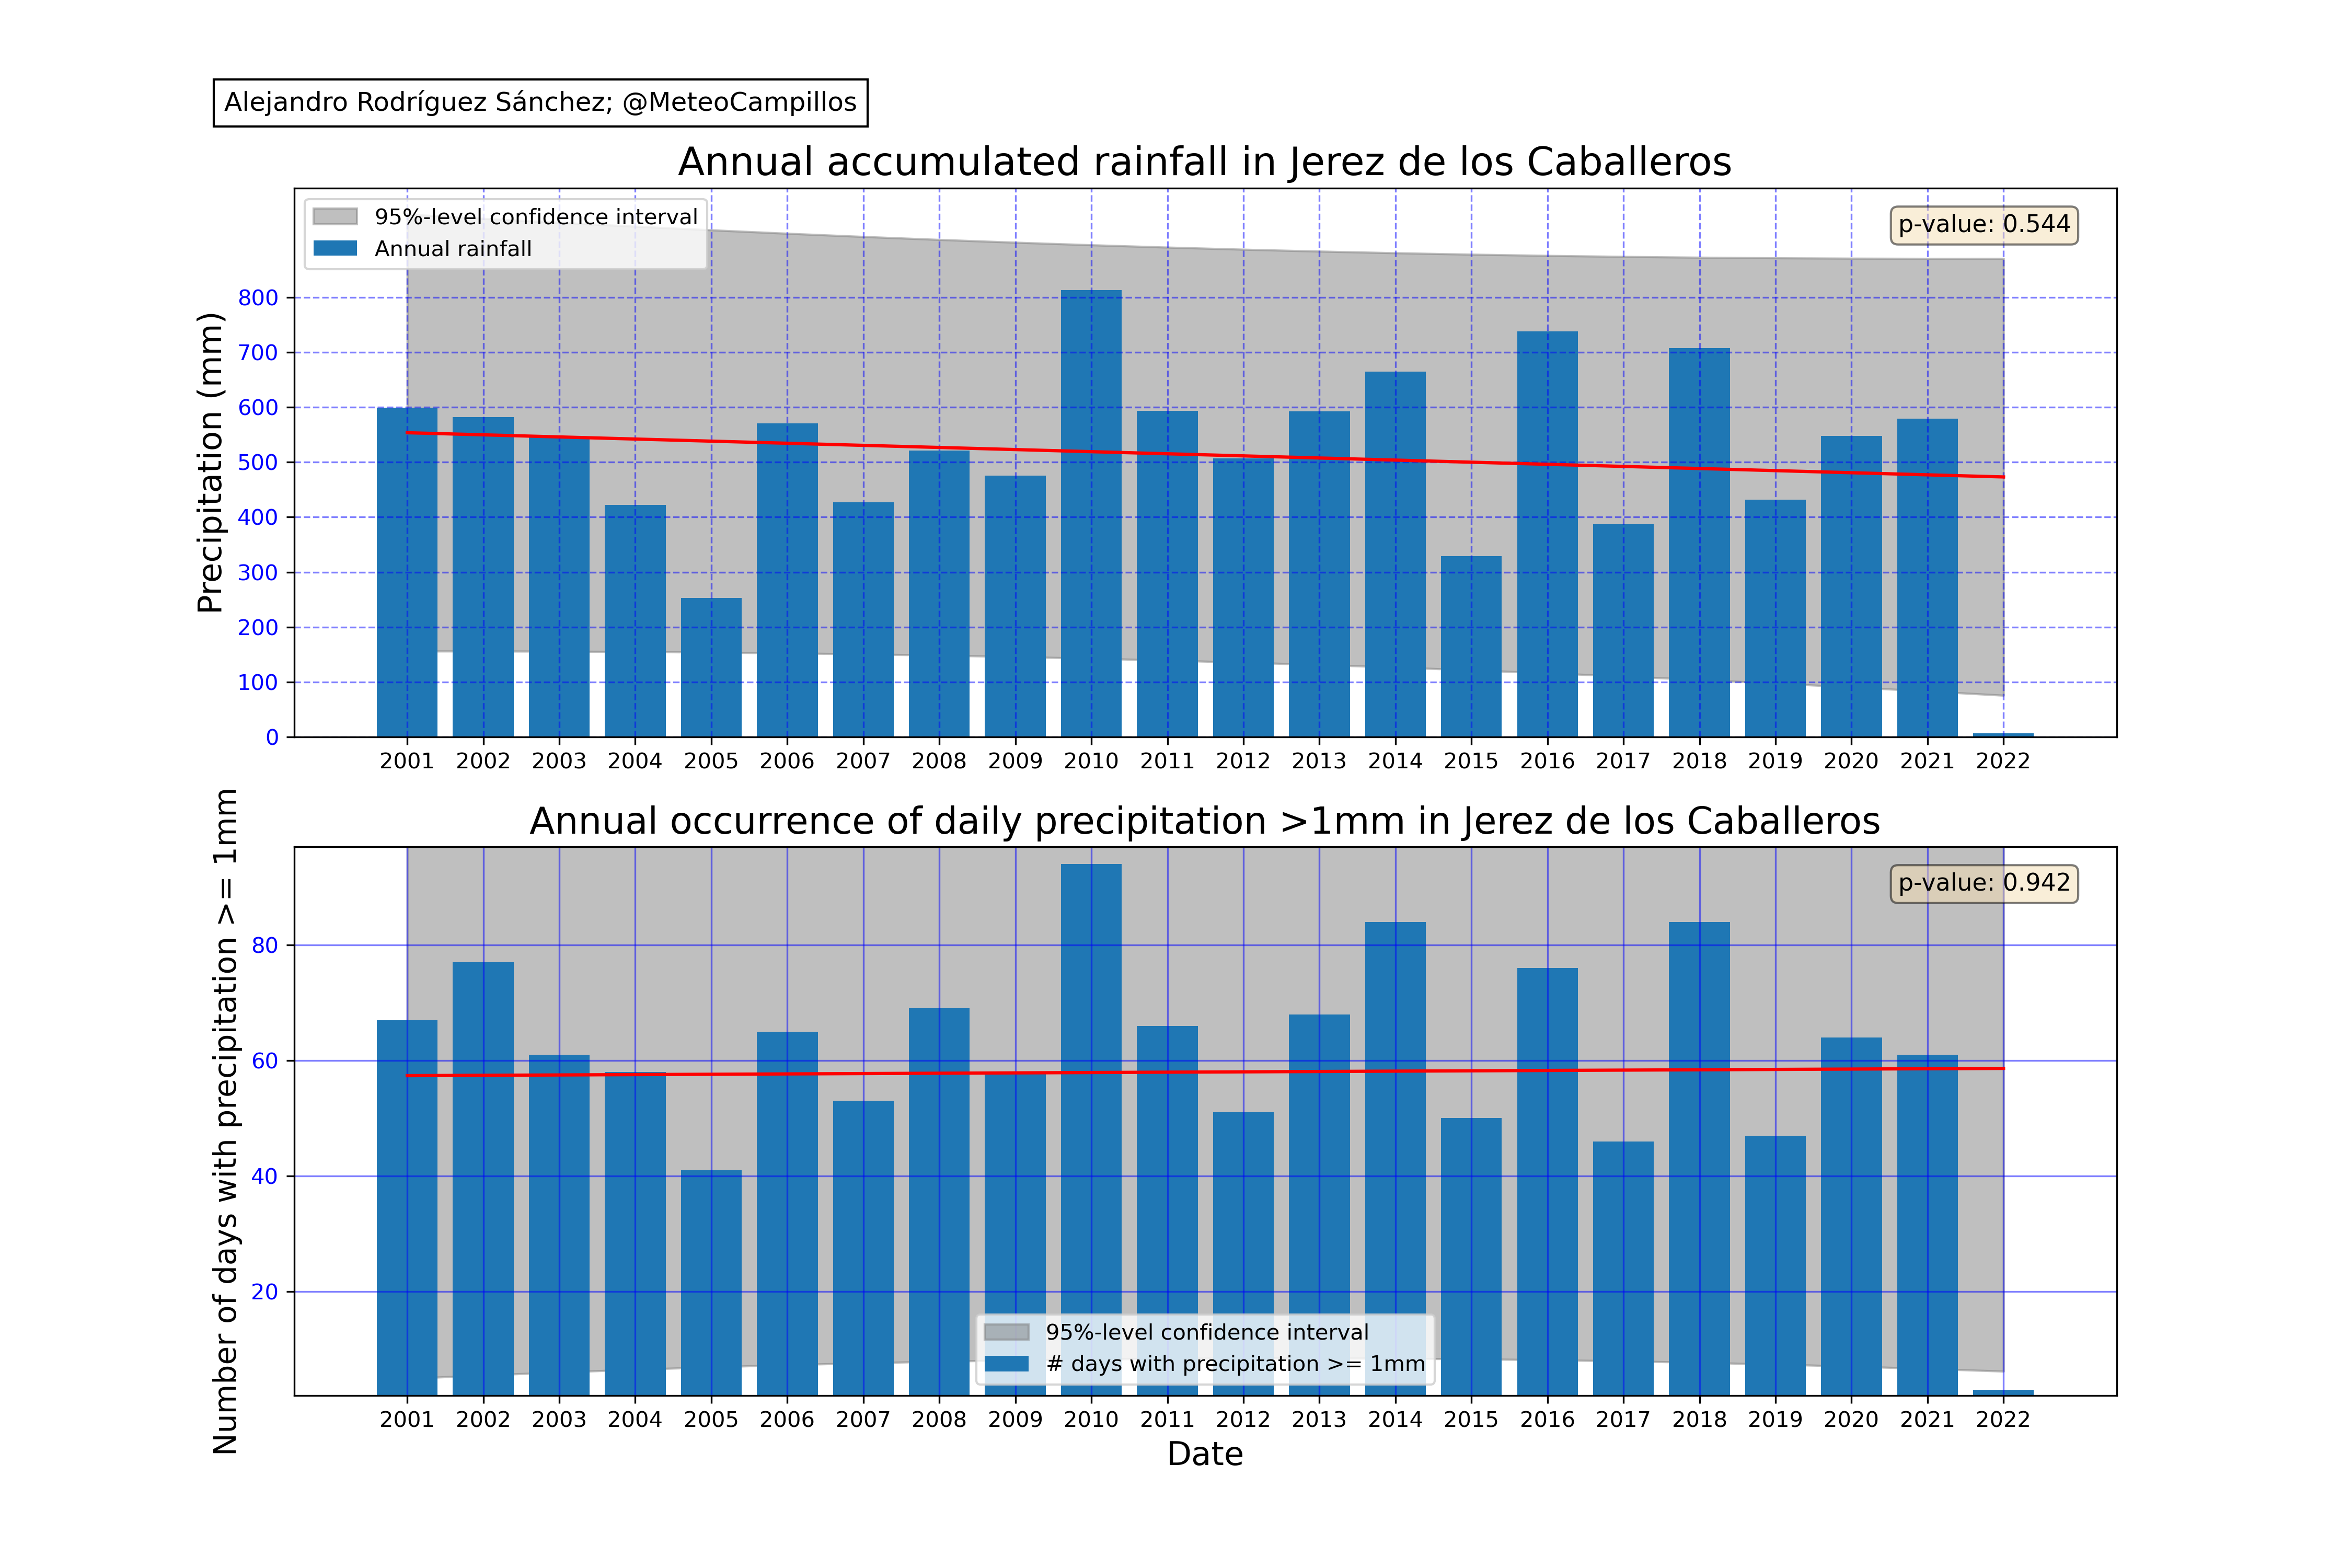 Alejandro Rodríguez Sánchez; @MeteoCampillos
Annual accumulated rainfall in Jerez de los Caballeros
95%-level confidence interval
Annual rainfall
p-value: 0.544
Precipitation (mm)
800
700
600
500
400
300
200
100
0
2001 2002 2003 2004 2005 2006 2007 2008 2009 2010 2011 2012 2013 2014 2015 2016 2017 2018 2019 2020 2021 2022
Annual occurrence of daily precipitation >1mm in Jerez de los Caballeros
p-value: 0.942
Number of days with precipitation >= 1mm
80
60
40
20
95%-level confidence interval
# days with precipitation >= 1mm
2001 2002 2003 2004 2005 2006 2007 2008 2009 2010 2011 2012 2013 2014 2015 2016 2017 2018 2019 2020 2021 2022
Date